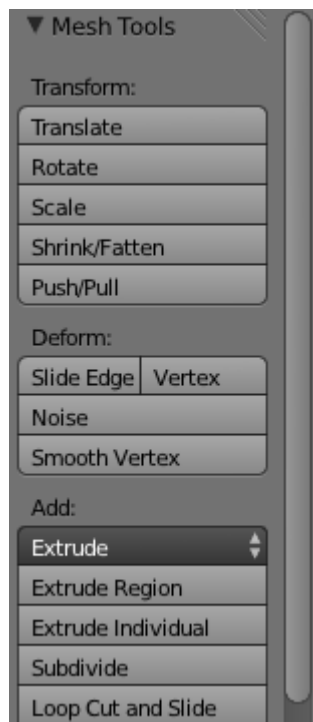 Mesh Tools
Transform:
Translate
Rotate
Scale
Shrink/Fatten
Push/Pull
Deform:
Slide Edge Vertex
Noise
Smooth Vertex
Add:
Extrude
Extrude Region
Extrude Individual
Subdivide
Loop Cut and Slide